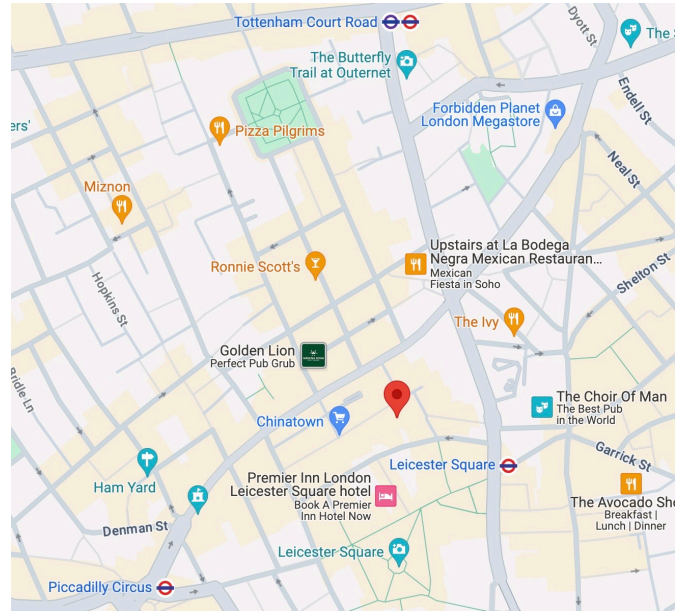 Tottenham Court Road
Dyott St
The S
The Butterfly
Trail at Outernet
Endell St
Forbidden Planet
London Megastore
ers'
Pizza Pilgrims
Neal St
Miznon
Upstairs at La Bodega
Negra Mexican Restauran...
Mexican
Fiesta in Soho
Ronnie Scott's
Shelton St
Hopkins St
The Ivy
Golden Lion
Perfect Pub Grub
Bridle Ln
The Choir Of Man
The Best Pub
in the World
Chinatown
Garrick St
Leicester Square
Ham Yard
Premier Inn London
Leicester Square hotel
Book A Premier
Inn Hotel Now
The Avocado Sho
Breakfast |
Lunch | Dinner
Denman St
Leicester Square
Piccadilly Circus